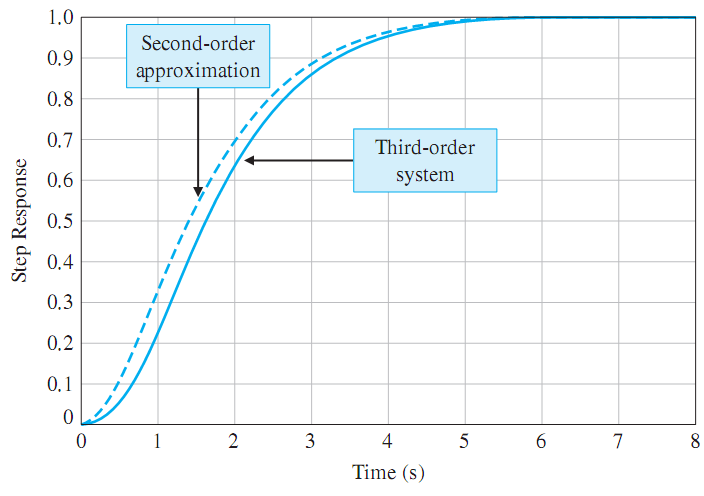 1.0
Second-order
approximation
0.9
0.8
0.7
Third-order
system
0.6
0.5
0.4
0.3
0.2
0.1
0
Step Response
0 1 2 3 4 5 6 7 8
Time (s)